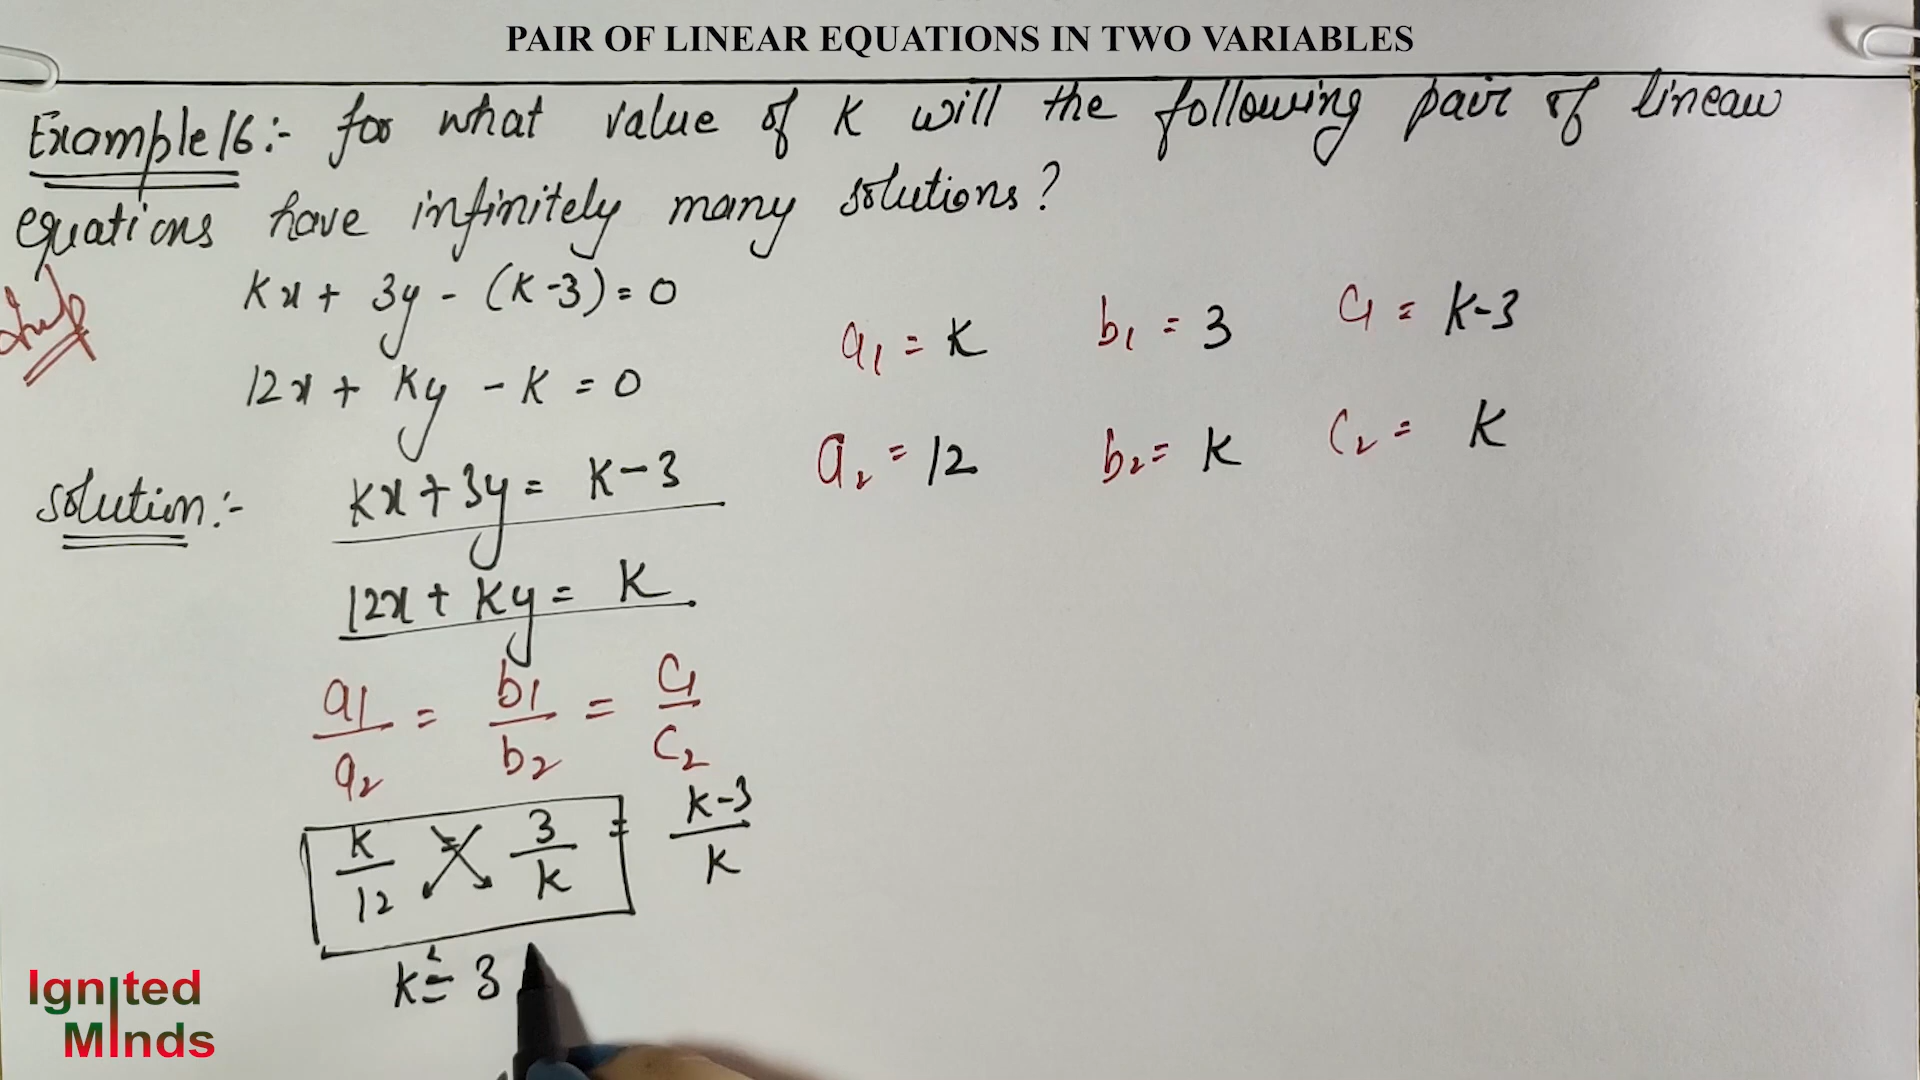 PAIR OF LINEAR EQUATIONS IN TWO VARIABLES
Example 16:- for what value of K will the following pair of linear
equations have infinitely many solutions?
Kx + 3y - (K-3) = 0
12x + Ky - K = 0
a1 = K b1 = 3 C1 = K-3
a2 = 12 b2 = K C2 = K
solution:- Kx + 3y = K-3
12x + Ky = K
a1/a2 = b1/b2 = C1/C2
K/12 = 3/K = K-3/K
K² = 3
Ignited
Minds